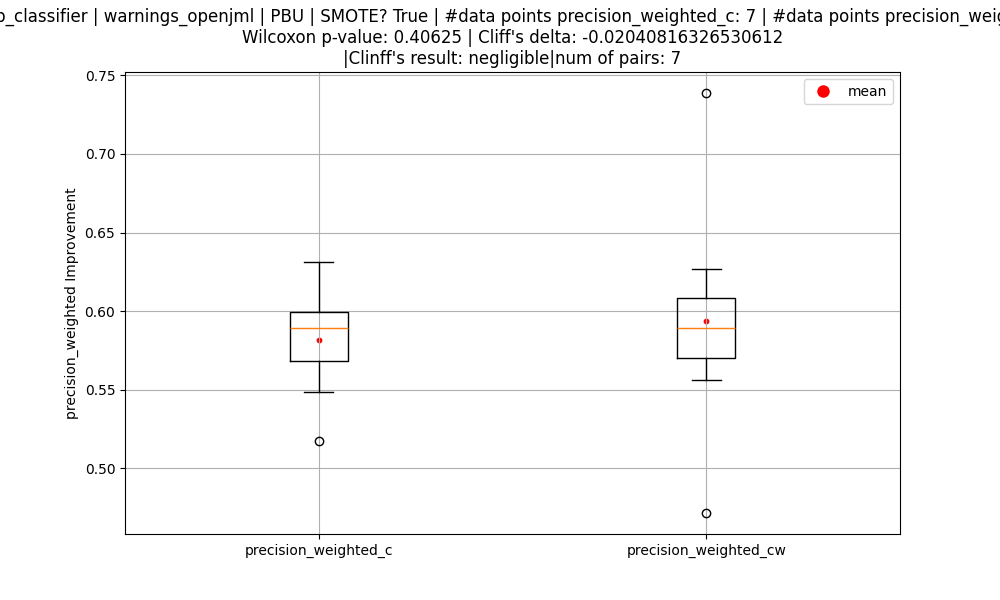 _classifier | warnings_openjml | PBU | SMOTE? True | #data points precision_weighted_c: 7 | #data points
Wilcoxon p-value: 0.40625 | Cliff's delta: -0.02040816326530612
|Clinff's result: negligible|num of pairs: 7
0.75
mean
0.70
0.65
0.60
0.55
0.50
precision_weighted Improvement
precision_weighted_c
precision_weighted_cw